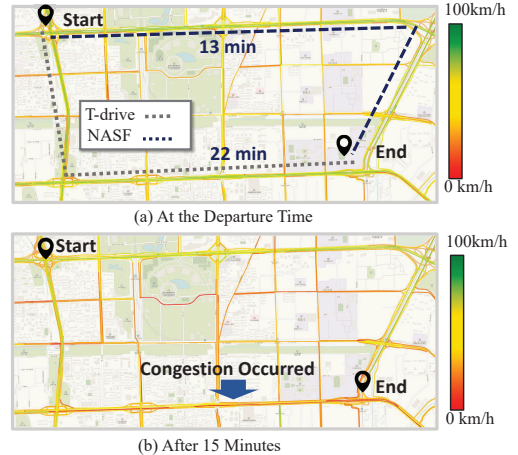 Start
100km/h
13 min
T-drive
NASF
22 min
End
0 km/h
(a) At the Departure Time
Start
100km/h
Congestion Occurred
End
0 km/h
(b) After 15 Minutes